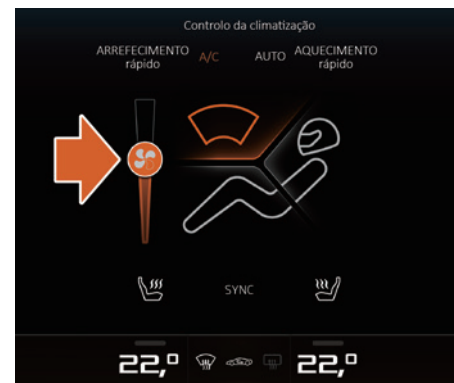 Controlo da climatização
ARREFECIMENTO rápido
A/C
AUTO
AQUECIMENTO rápido
SYNC
22,º
22,º